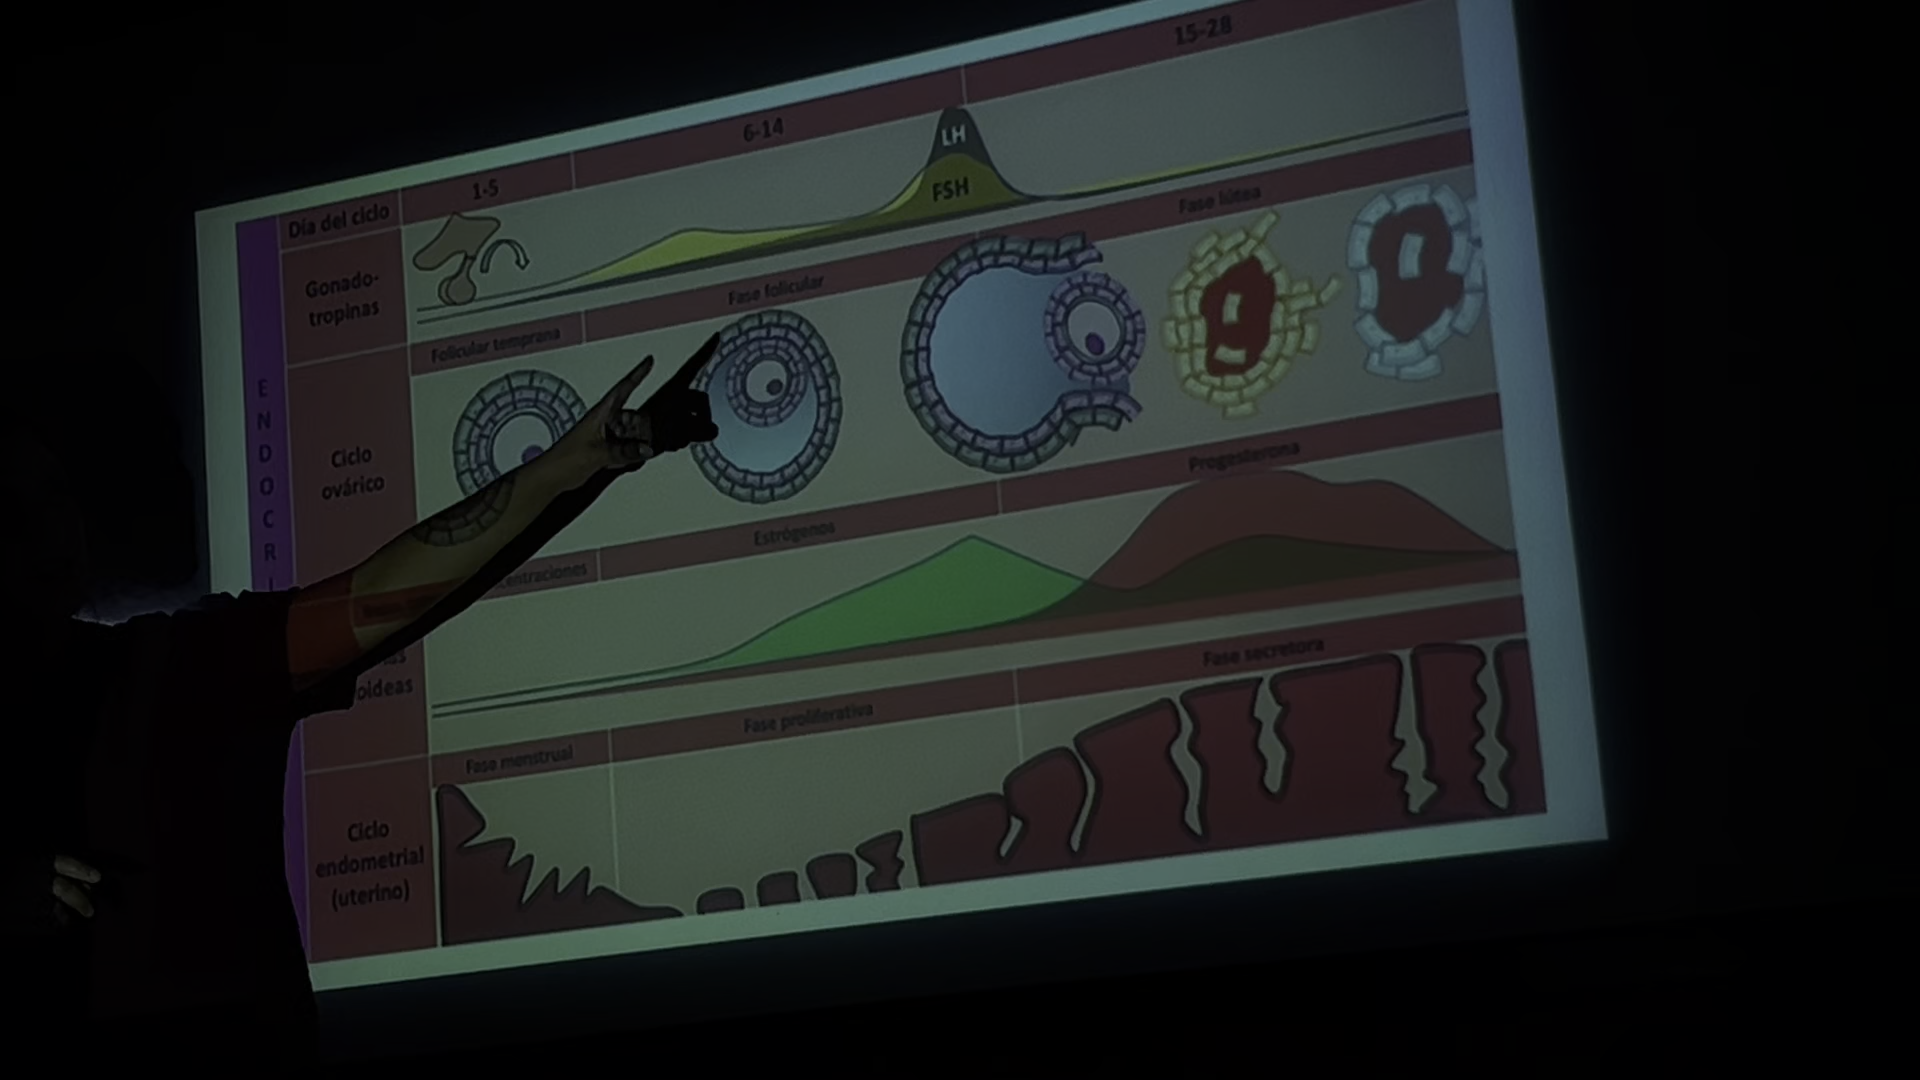 15-28
6-14
1-5
Día del ciclo
LH
FSH
Gonado-
tropinas
Fase lútea
Fase folicular
Folicular temprana
E
N
D
O
C
R
Ciclo
ovárico
Progesterona
Estrógenos
entraciones
oideas
Fase secretora
Fase proliferativa
Fase menstrual
Ciclo
endometrial
(uterino)